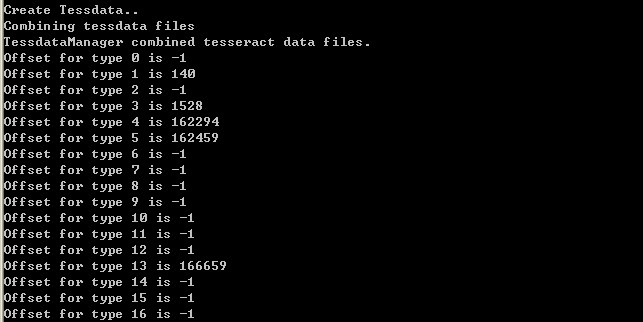 Create Tessdata..
Combining tessdata files
TessdataManager combined tesseract data files.
Offset for type 0 is -1
Offset for type 1 is 140
Offset for type 2 is -1
Offset for type 3 is 1528
Offset for type 4 is 162294
Offset for type 5 is 162459
Offset for type 6 is -1
Offset for type 7 is -1
Offset for type 8 is -1
Offset for type 9 is -1
Offset for type 10 is -1
Offset for type 11 is -1
Offset for type 12 is -1
Offset for type 13 is 166659
Offset for type 14 is -1
Offset for type 15 is -1
Offset for type 16 is -1